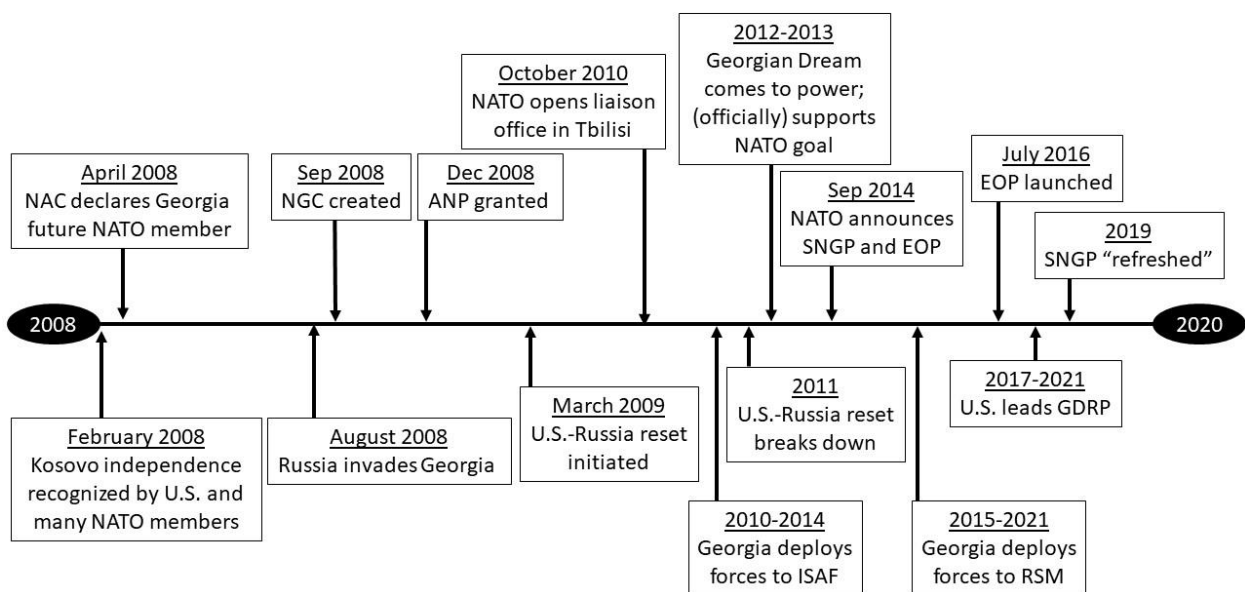 2012-2013
Georgian Dream
comes to power;
(officially) supports
NATO goal
October 2010
NATO opens liaison
office in Tbilisi
July 2016
EOP launched
April 2008
NAC declares Georgia
future NATO member
Sep 2008
NGC created
Dec 2008
ANP granted
Sep 2014
NATO announces
SNGP and EOP
2019
SNGP “refreshed”
2008
2020
February 2008
Kosovo independence
recognized by U.S. and
many NATO members
August 2008
Russia invades Georgia
March 2009
U.S.-Russia reset
initiated
2011
U.S.-Russia reset
breaks down
2017-2021
U.S. leads GDRP
2010-2014
Georgia deploys
forces to ISAF
2015-2021
Georgia deploys
forces to RSM